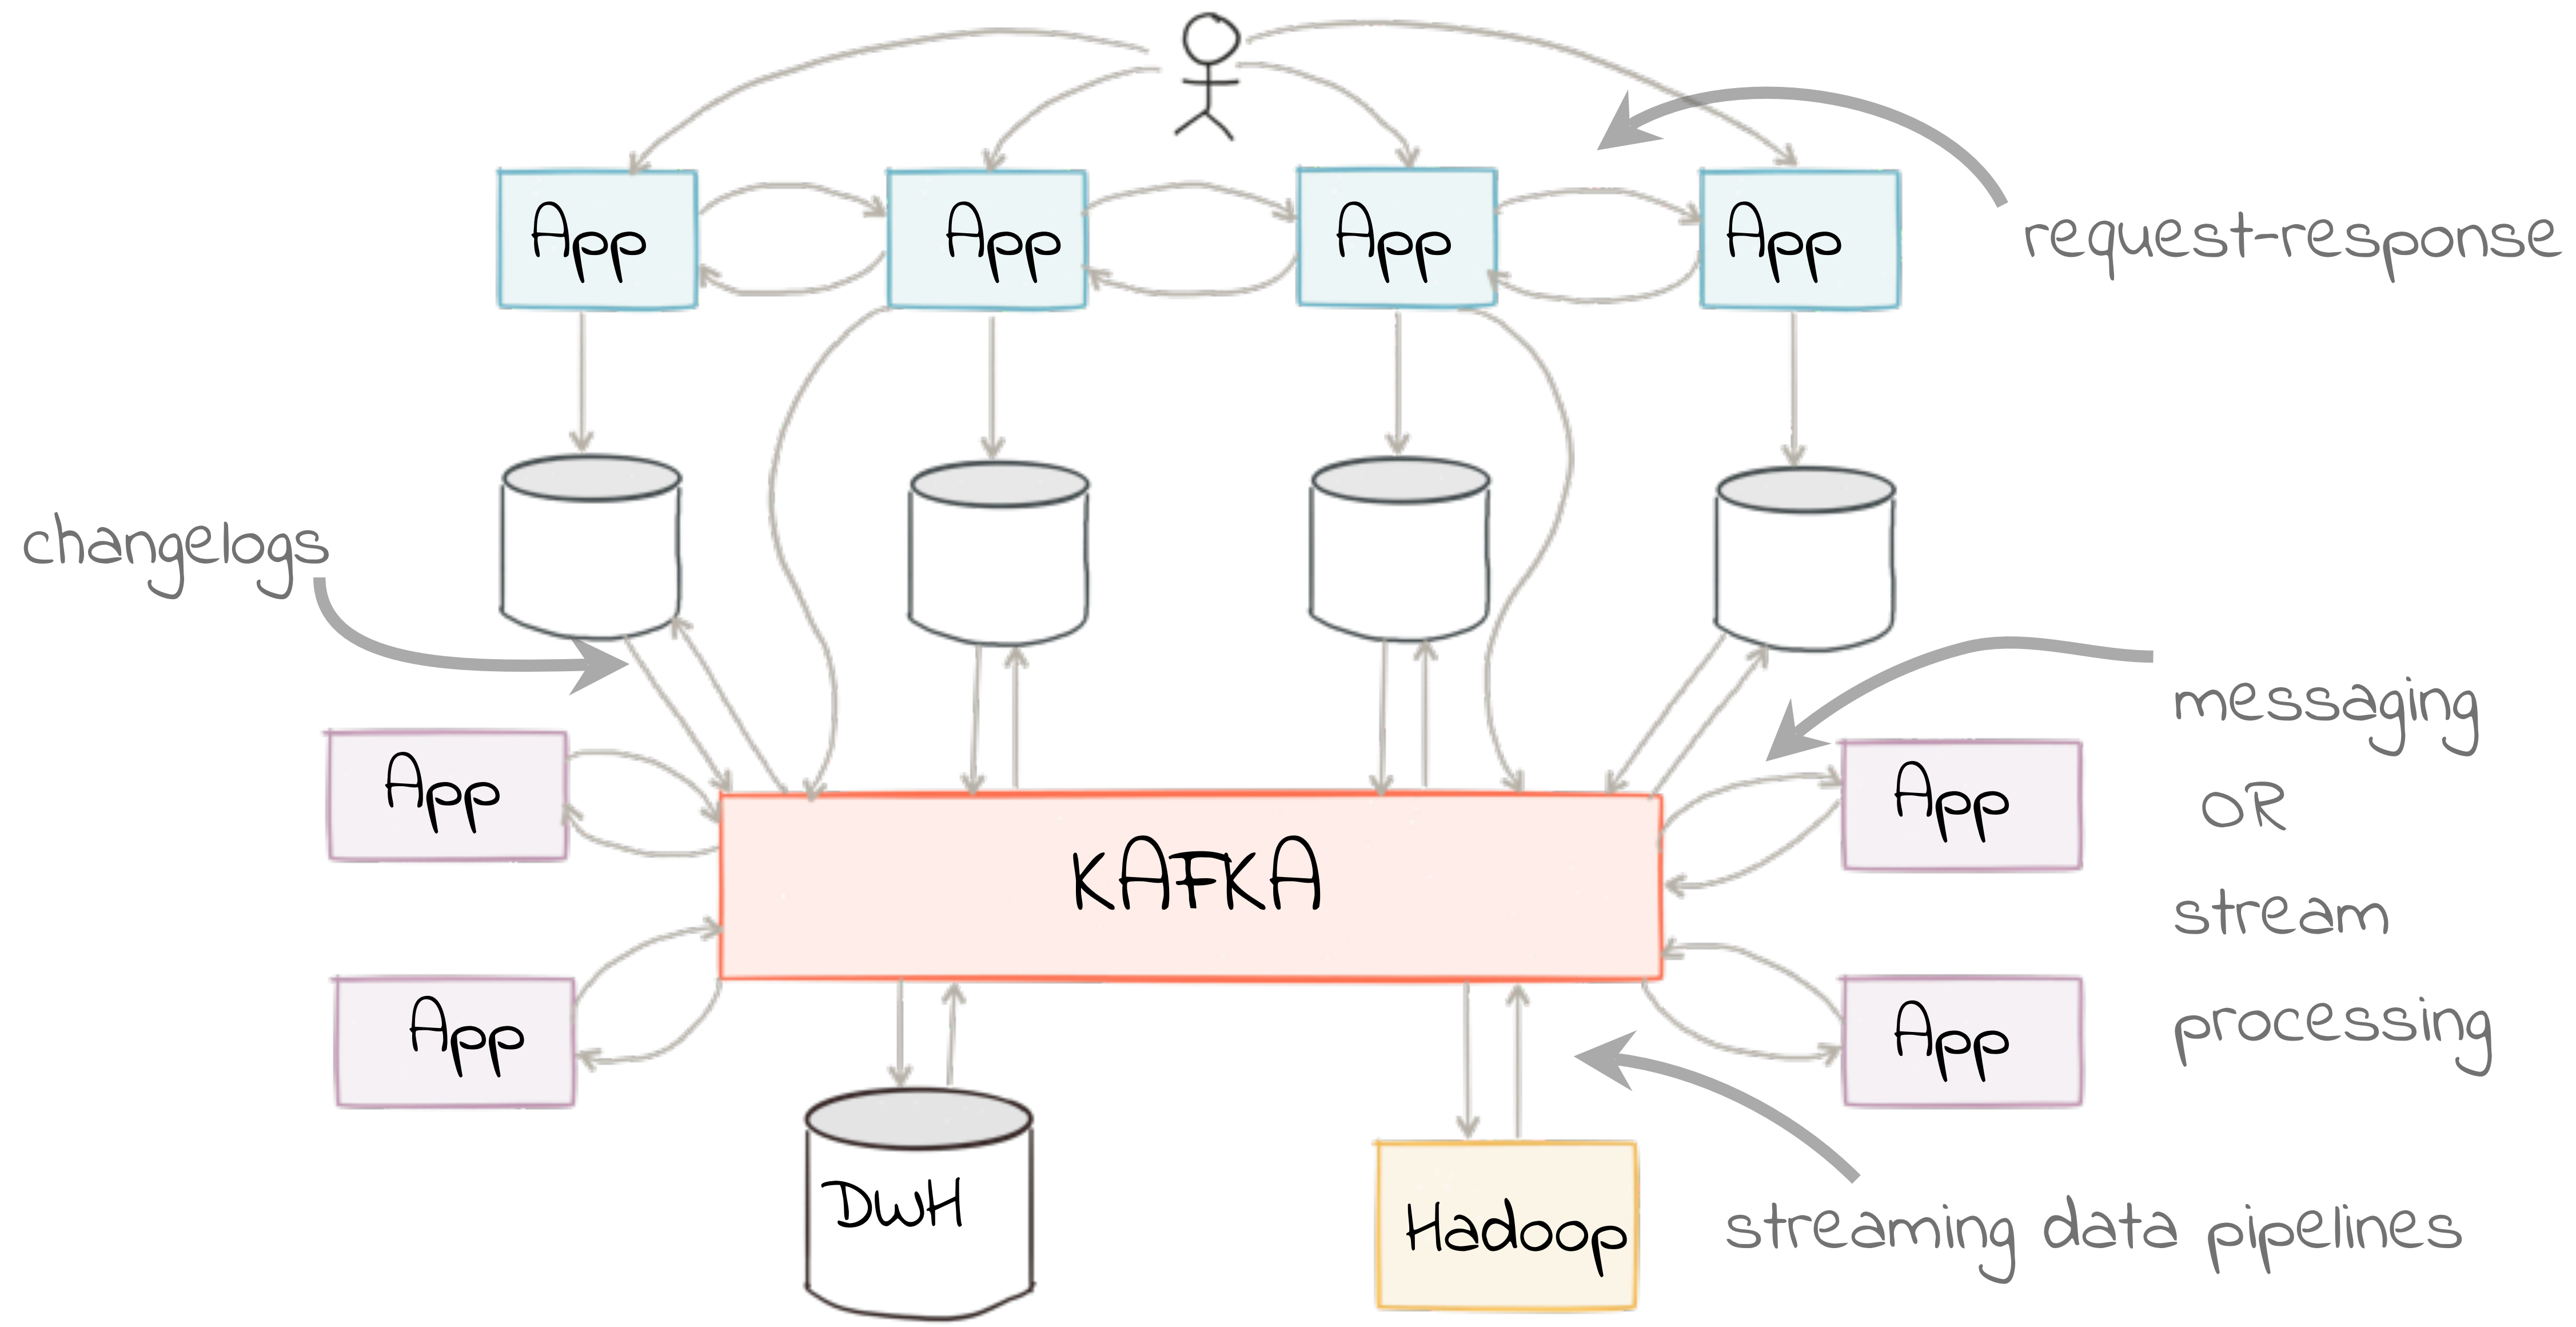 App
App
App
App
request-response
changelogs
messaging
OR
stream
processing
App
App
KAFKA
App
App
DWH
Hadoop
streaming data pipelines